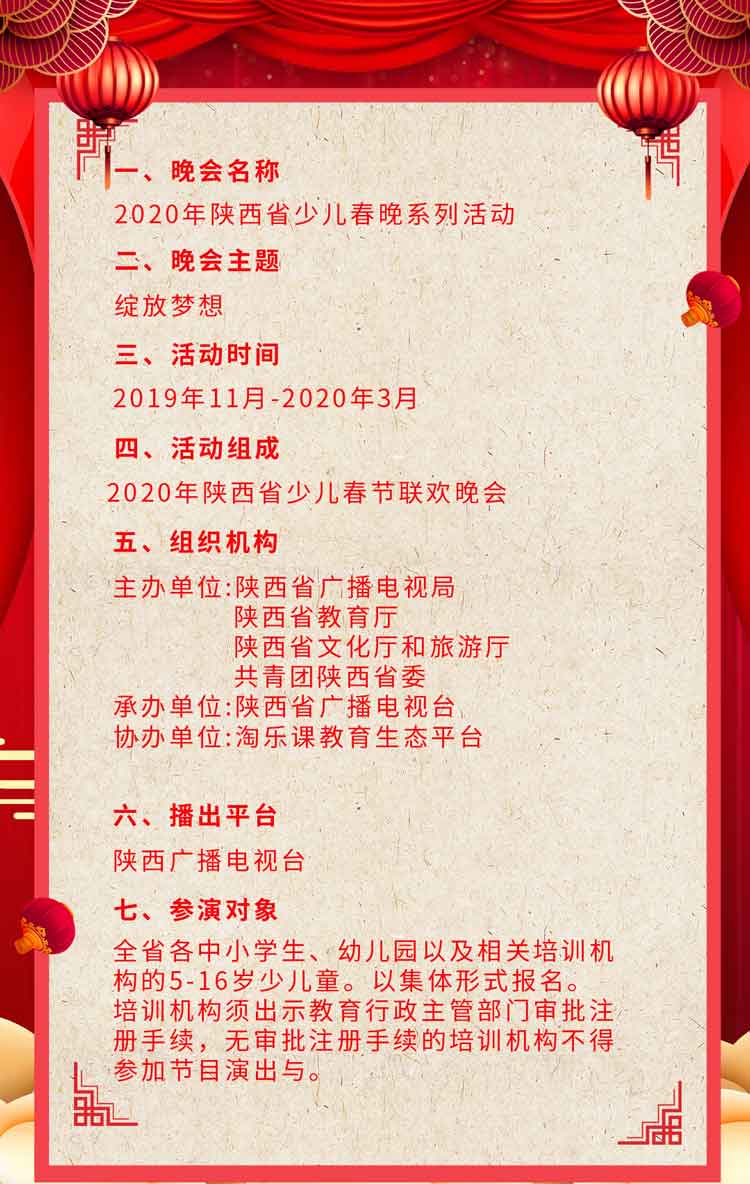 一、晚会名称
2020年陕西省少儿春晚系列活动
二、晚会主题
绽放梦想
三、活动时间
2019年11月-2020年3月
四、活动组成
2020年陕西省少儿春节联欢晚会
五、组织机构
主办单位:陕西省广播电视局
陕西省教育厅
陕西省文化厅和旅游厅
共青团陕西省委
承办单位:陕西省广播电视台
协办单位:淘乐课教育生态平台
六、播出平台
陕西广播电视台
七、参演对象
全省各中小学生、幼儿园以及相关培训机
构的5-16岁少儿童。以集体形式报名。
培训机构须出示教育行政主管部门审批注
册手续，无审批注册手续的培训机构不得
参加节目演出与。